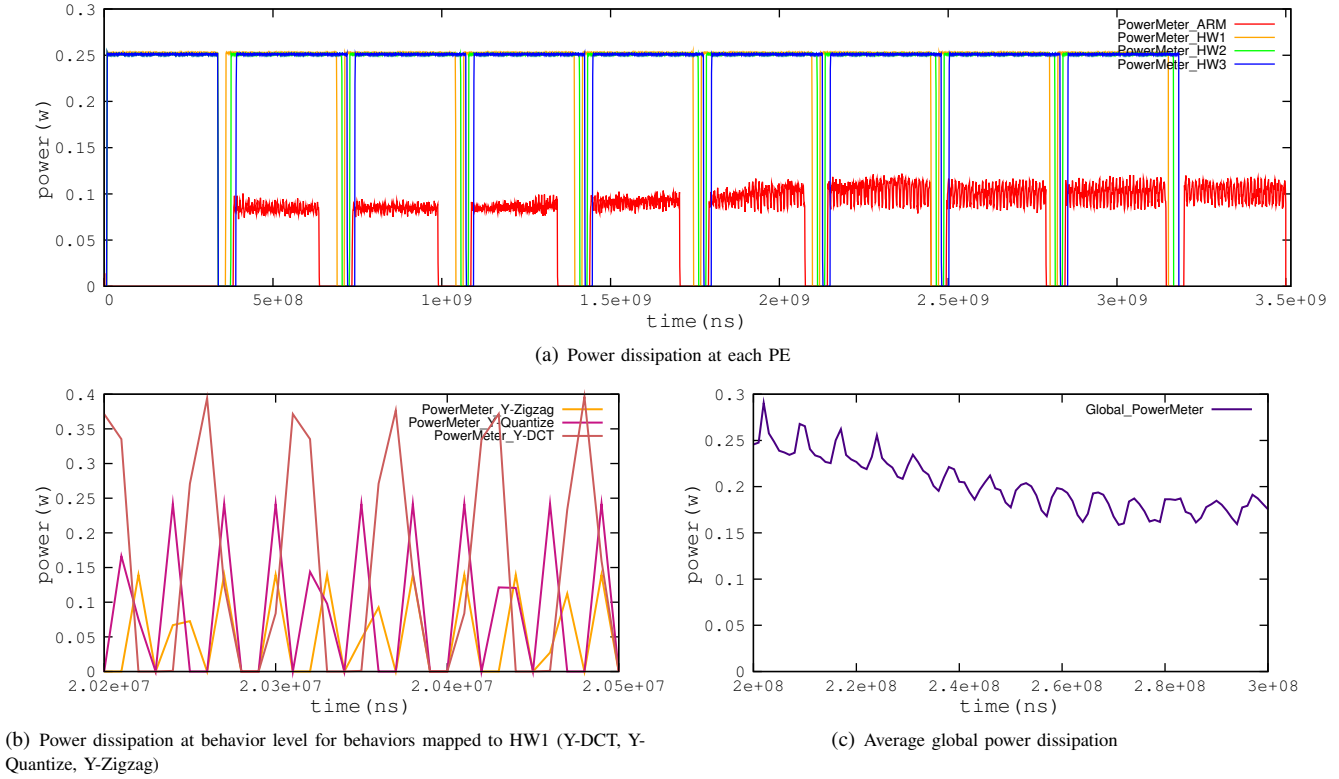 0.3
0.25
0.2
0.15
0.1
0.05
0
power(w)
PowerMeter_ARM
PowerMeter_HW1
PowerMeter_HW2
PowerMeter_HW3
0 5e+08 1e+09 1.5e+09 2e+09 2.5e+09 3e+09 3.5e+09
time(ns)
(a) Power dissipation at each PE
0.4
0.35
0.3
0.25
0.2
0.15
0.1
0.05
0
power(w)
PowerMeter_Y-Zigzag
PowerMeter_Y-Quantize
PowerMeter_Y-DCT
2.02e+07 2.03e+07 2.04e+07 2.05e+07
time(ns)
(b) Power dissipation at behavior level for behaviors mapped to HW1 (Y-DCT, Y-
Quantize, Y-Zigzag)
0.3
0.25
0.2
0.15
0.1
0.05
0
power(w)
Global_PowerMeter
2e+08 2.2e+08 2.4e+08 2.6e+08 2.8e+08 3e+08
time(ns)
(c) Average global power dissipation